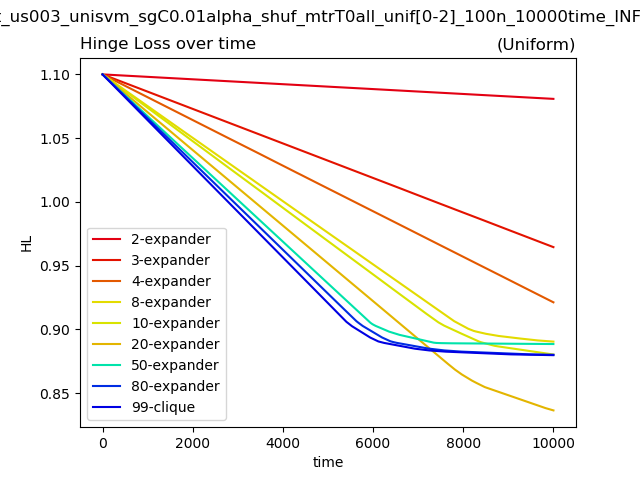 _us003_unisvm_sgC0.01alpha_shuf_mtrT0all_unif[0-2]_100n_10000time_INF
Hinge Loss over time (Uniform)
1.10
1.05
1.00
0.95
0.90
0.85
HL
2-expander
3-expander
4-expander
8-expander
10-expander
20-expander
50-expander
80-expander
99-clique
0 2000 4000 6000 8000 10000
time